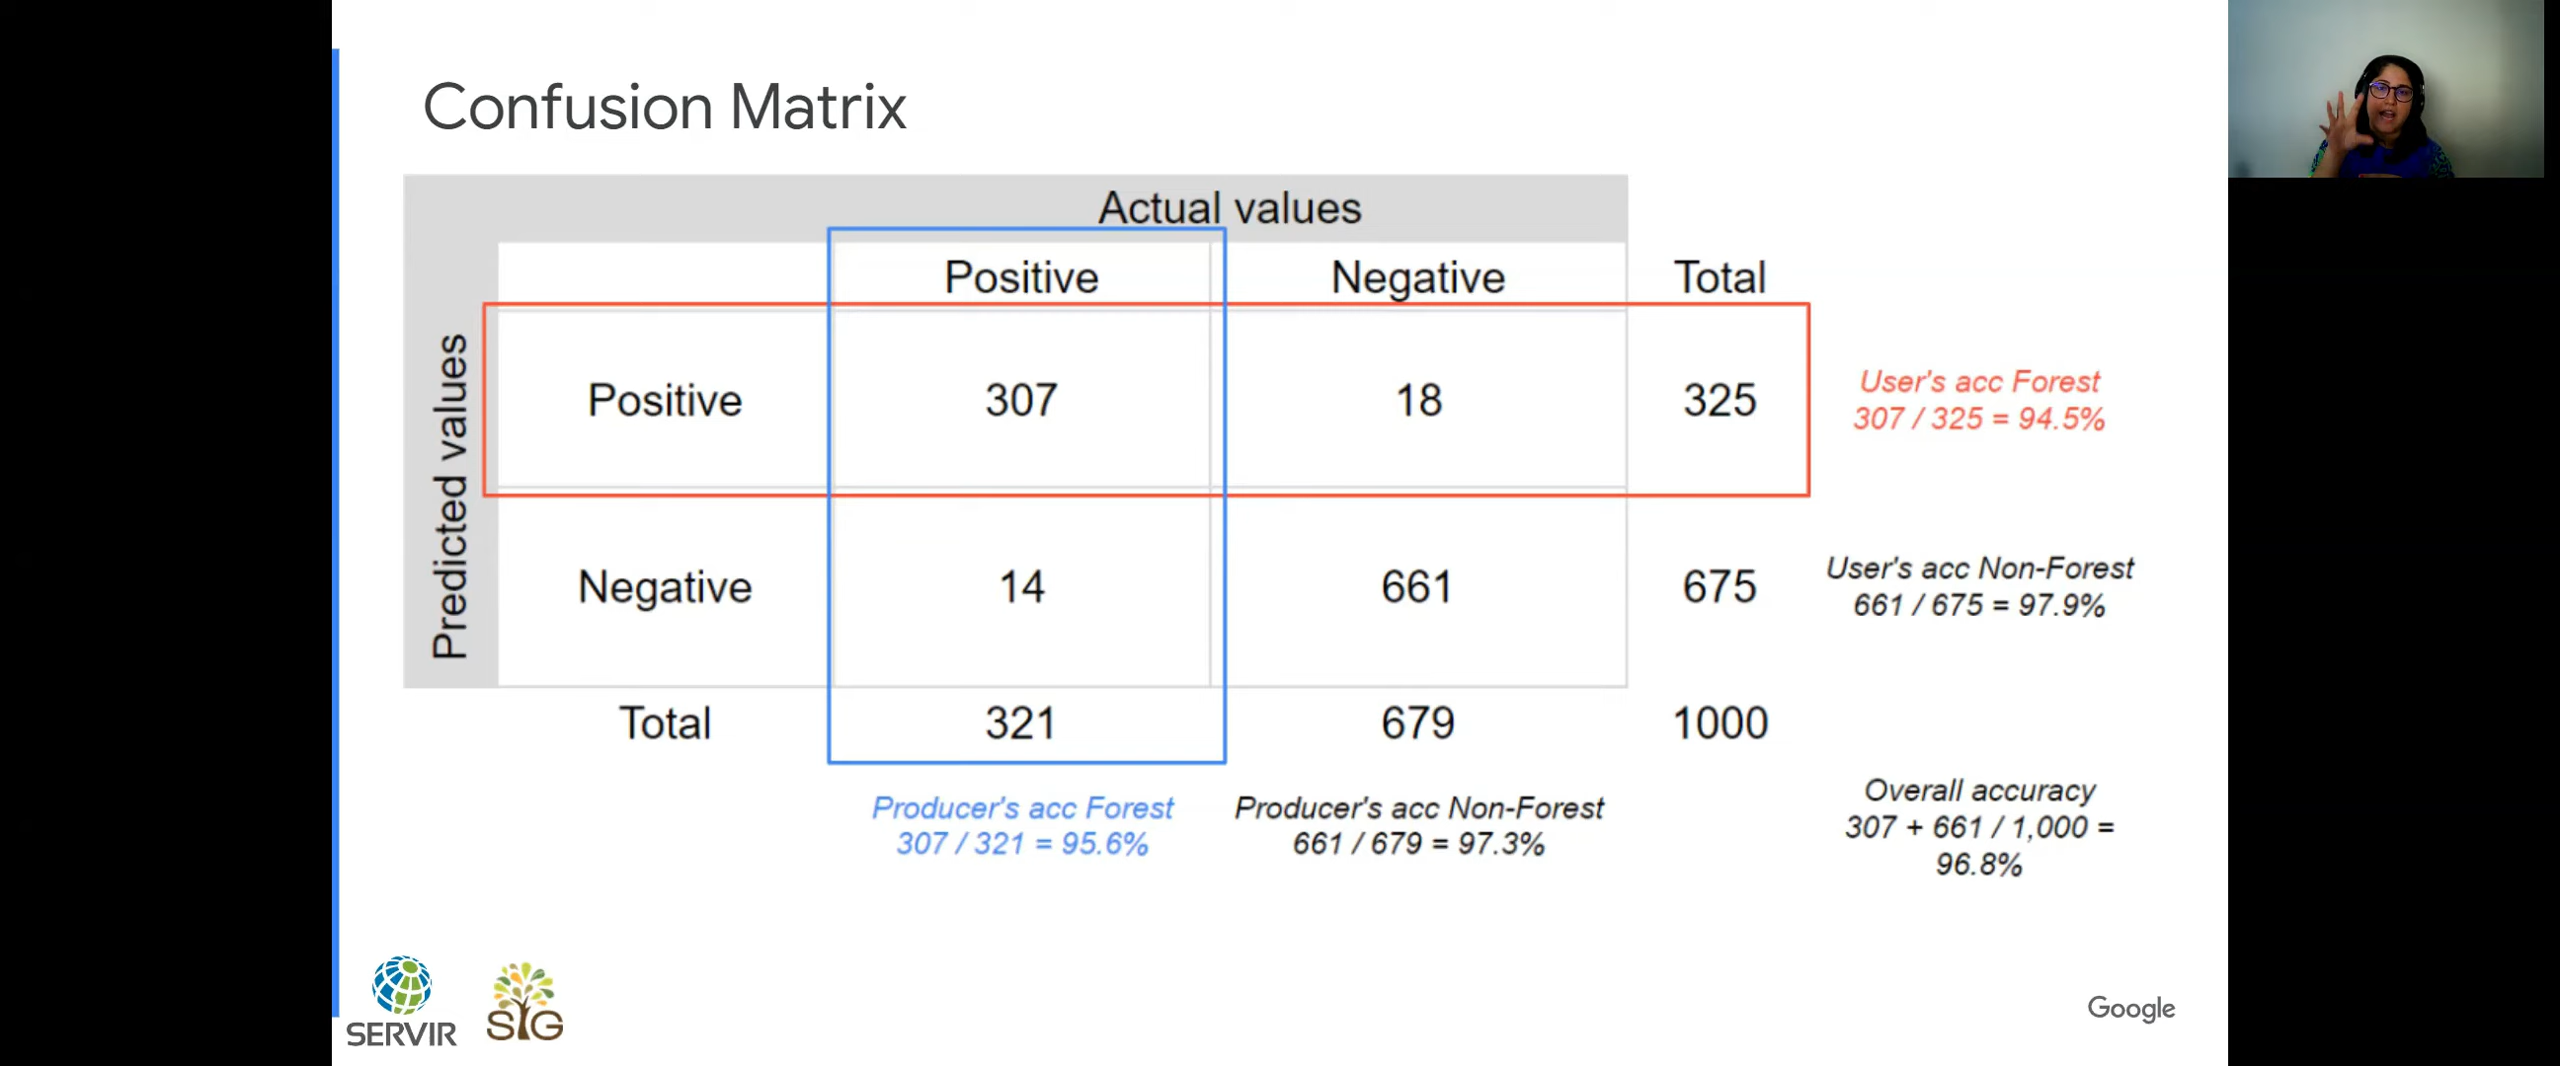 Confusion Matrix
Actual values
Positive Negative Total
Predicted values
Positive 307 18 325
User's acc Forest
307 / 325 = 94.5%
Negative 14 661 675
User's acc Non-Forest
661 / 675 = 97.9%
Total 321 679 1000
Producer's acc Forest
307 / 321 = 95.6%
Producer's acc Non-Forest
661 / 679 = 97.3%
Overall accuracy
307 + 661 / 1,000 =
96.8%
SERVIR
SIG
Google